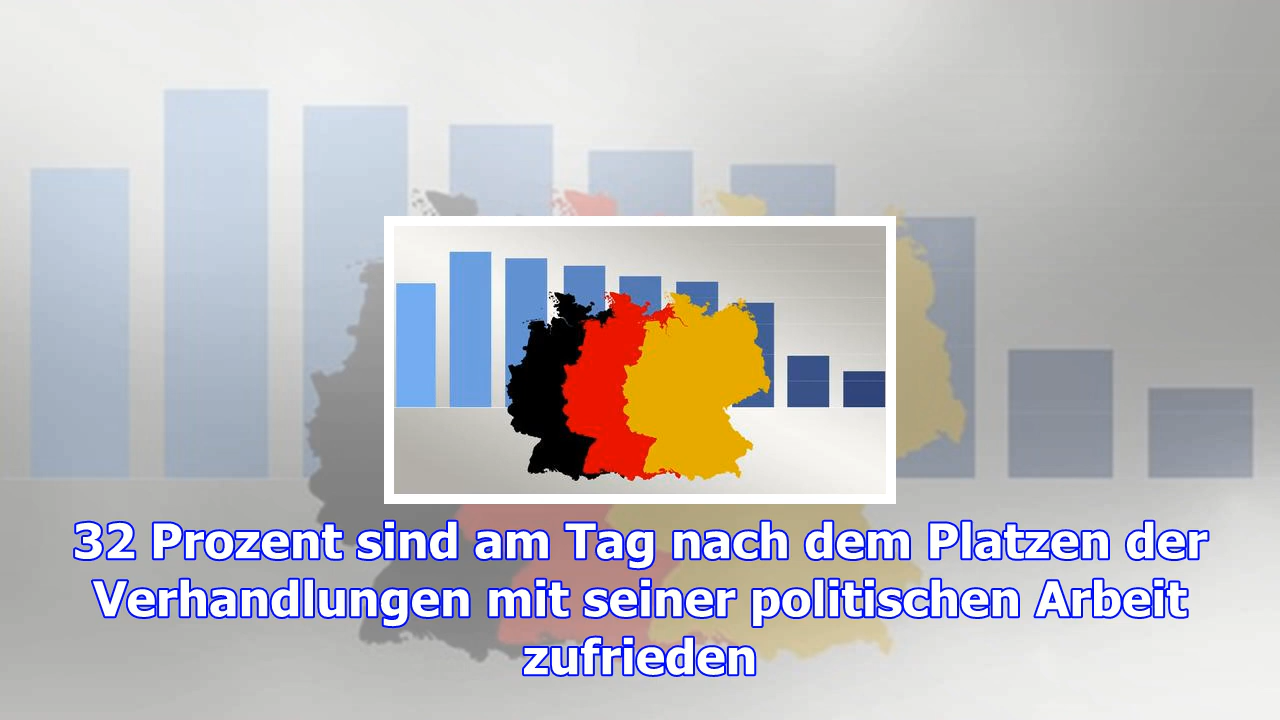 32 Prozent sind am Tag nach dem Platzen der
Verhandlungen mit seiner politischen Arbeit
zufrieden